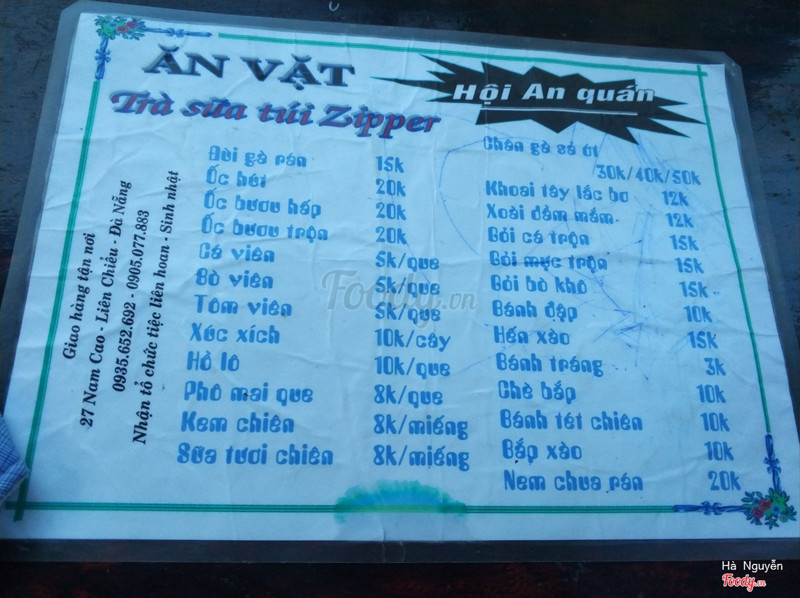 ĂN VẶT
Hội An quán
Trà sữa túi Zipper
Giao hàng tận nơi
27 Nam Cao - Liên Chiểu - Đà Nẵng
0935.652.692 - 0905.077.883
Nhận tổ chức tiệc liên hoan - Sinh nhật
Đùi gà rán 15k
Ốc hút 20k
Ốc bươu hấp 20k
Ốc bươu trộn 20k
Cá viên 5k/que
Bò viên 5k/que
Tôm viên 5k/que
Xúc xích 10k/cây
Hồ lô 10k/que
Phô mai que 8k/que
Kem chiên 8k/miếng
Sữa tươi chiên 8k/miếng
Chân gà sả ớt
30k/40k/50k
Khoai tây lắc bơ 12k
Xoài đầm mắm 12k
Gỏi cá trộn 15k
Gỏi mực trộn 15k
Gỏi bò khô 15k
Bánh đập 10k
Hến xào 15k
Bánh tráng 3k
Chè bắp 10k
Bánh tét chiên 10k
Bắp xào 10k
Nem chua rán 20k
Foody.vn
Hà Nguyễn
Foody.vn